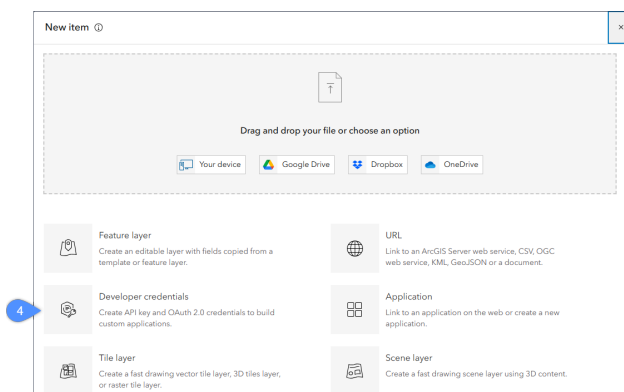 New item
×
Drag and drop your file or choose an option
Your device
Google Drive
Dropbox
OneDrive
Feature layer
Create an editable layer with fields copied from a
template or feature layer.
URL
Link to an ArcGIS Server web service, CSV, OGC
web service, KML, GeoJSON or a document.
4
Developer credentials
Create API key and OAuth 2.0 credentials to build
custom applications.
Application
Link to an application on the web or create a new
application.
Tile layer
Create a fast drawing vector tile layer, 3D tiles layer,
or raster tile layer.
Scene layer
Create a fast drawing scene layer using 3D content.